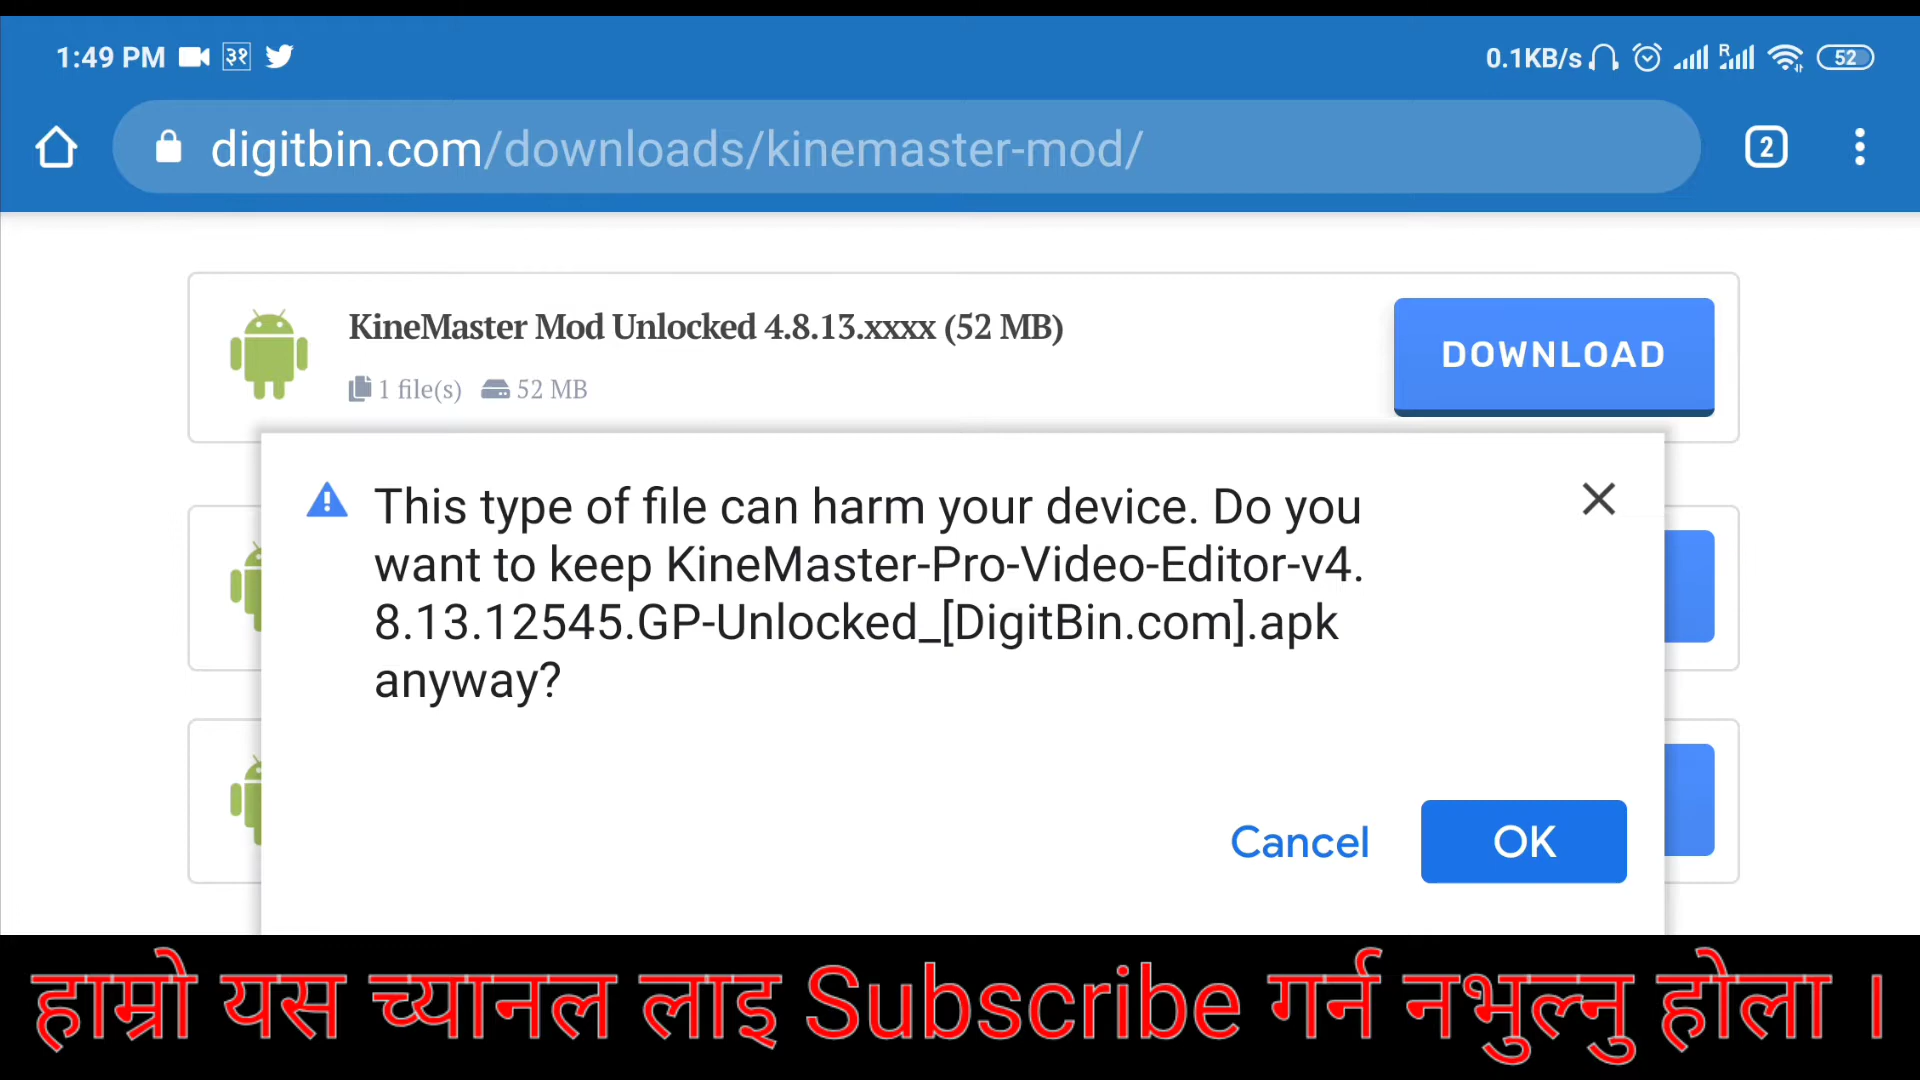 1:49 PM ३१
0.1KB/s R 52
digitbin.com/downloads/kinemaster-mod/
2
KineMaster Mod Unlocked 4.8.13.xxxx (52 MB)
1 file(s) 52 MB
DOWNLOAD
This type of file can harm your device. Do you
want to keep KineMaster-Pro-Video-Editor-v4.
8.13.12545.GP-Unlocked_[DigitBin.com].apk
anyway?
Cancel OK
हाम्रो यस च्यानल लाइ Subscribe गर्न नभुल्नु होला ।